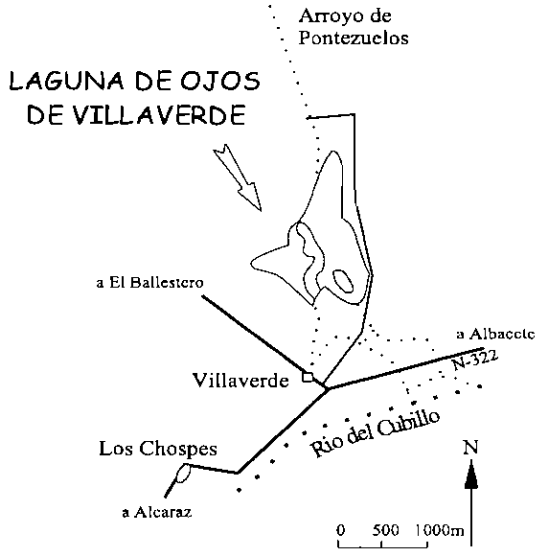 Arroyo de
Pontezuelos
LAGUNA DE OJOS
DE VILLAVERDE
a El Ballestero
a Albacete
N-322
Villaverde
Rio del Cubillo
Los Chospes
a Alcaraz
N
0 500 1000m